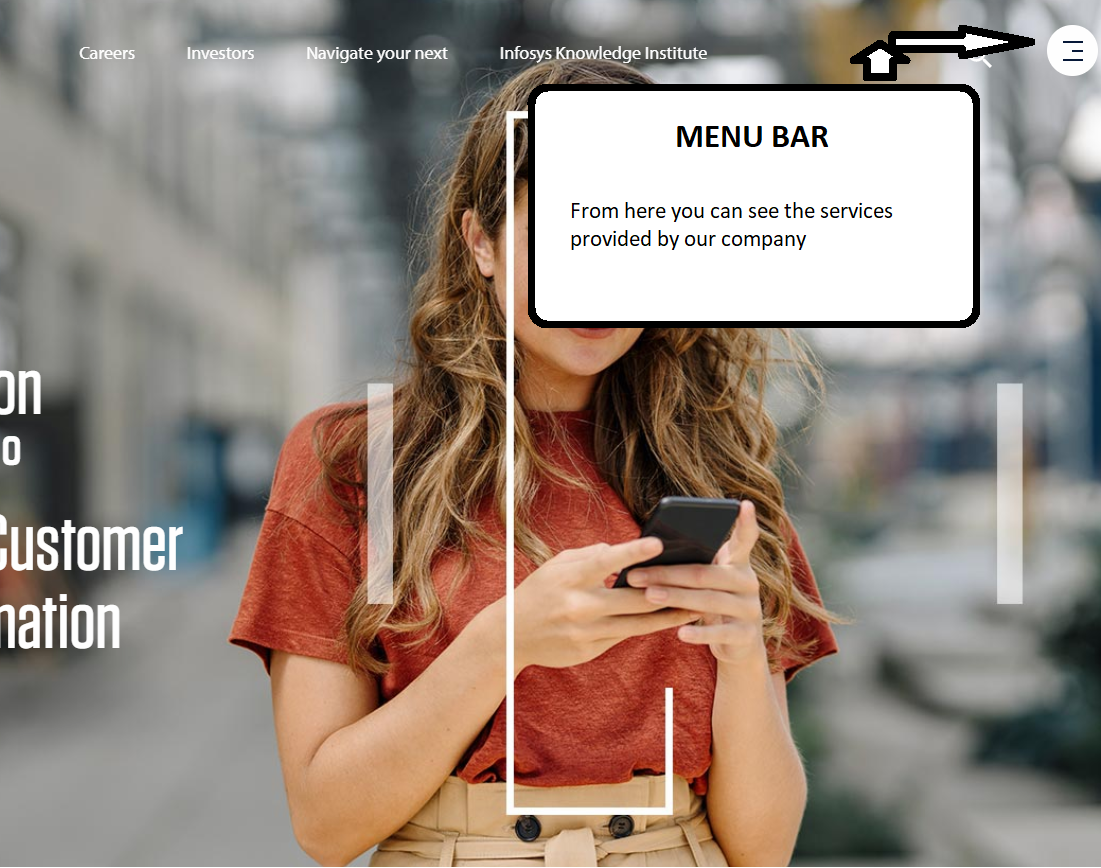 Careers Investors Navigate your next Infosys Knowledge Institute
MENU BAR
From here you can see the services
provided by our company
on
o
Customer
mation